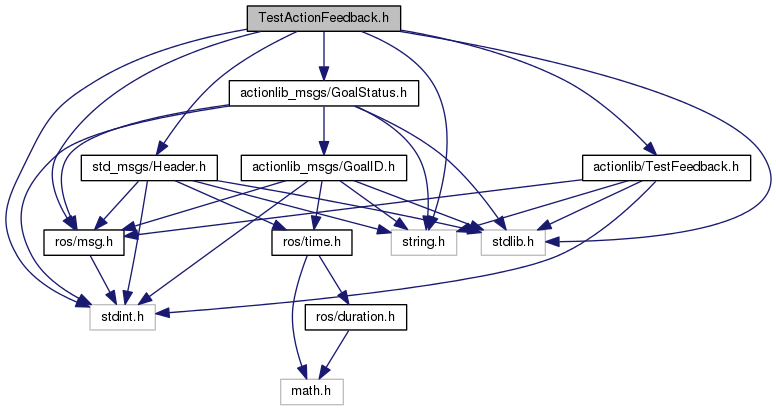 TestActionFeedback.h
actionlib_msgs/GoalStatus.h
std_msgs/Header.h
actionlib_msgs/GoalID.h
actionlib/TestFeedback.h
ros/msg.h
ros/time.h
string.h
stdlib.h
stdint.h
ros/duration.h
math.h